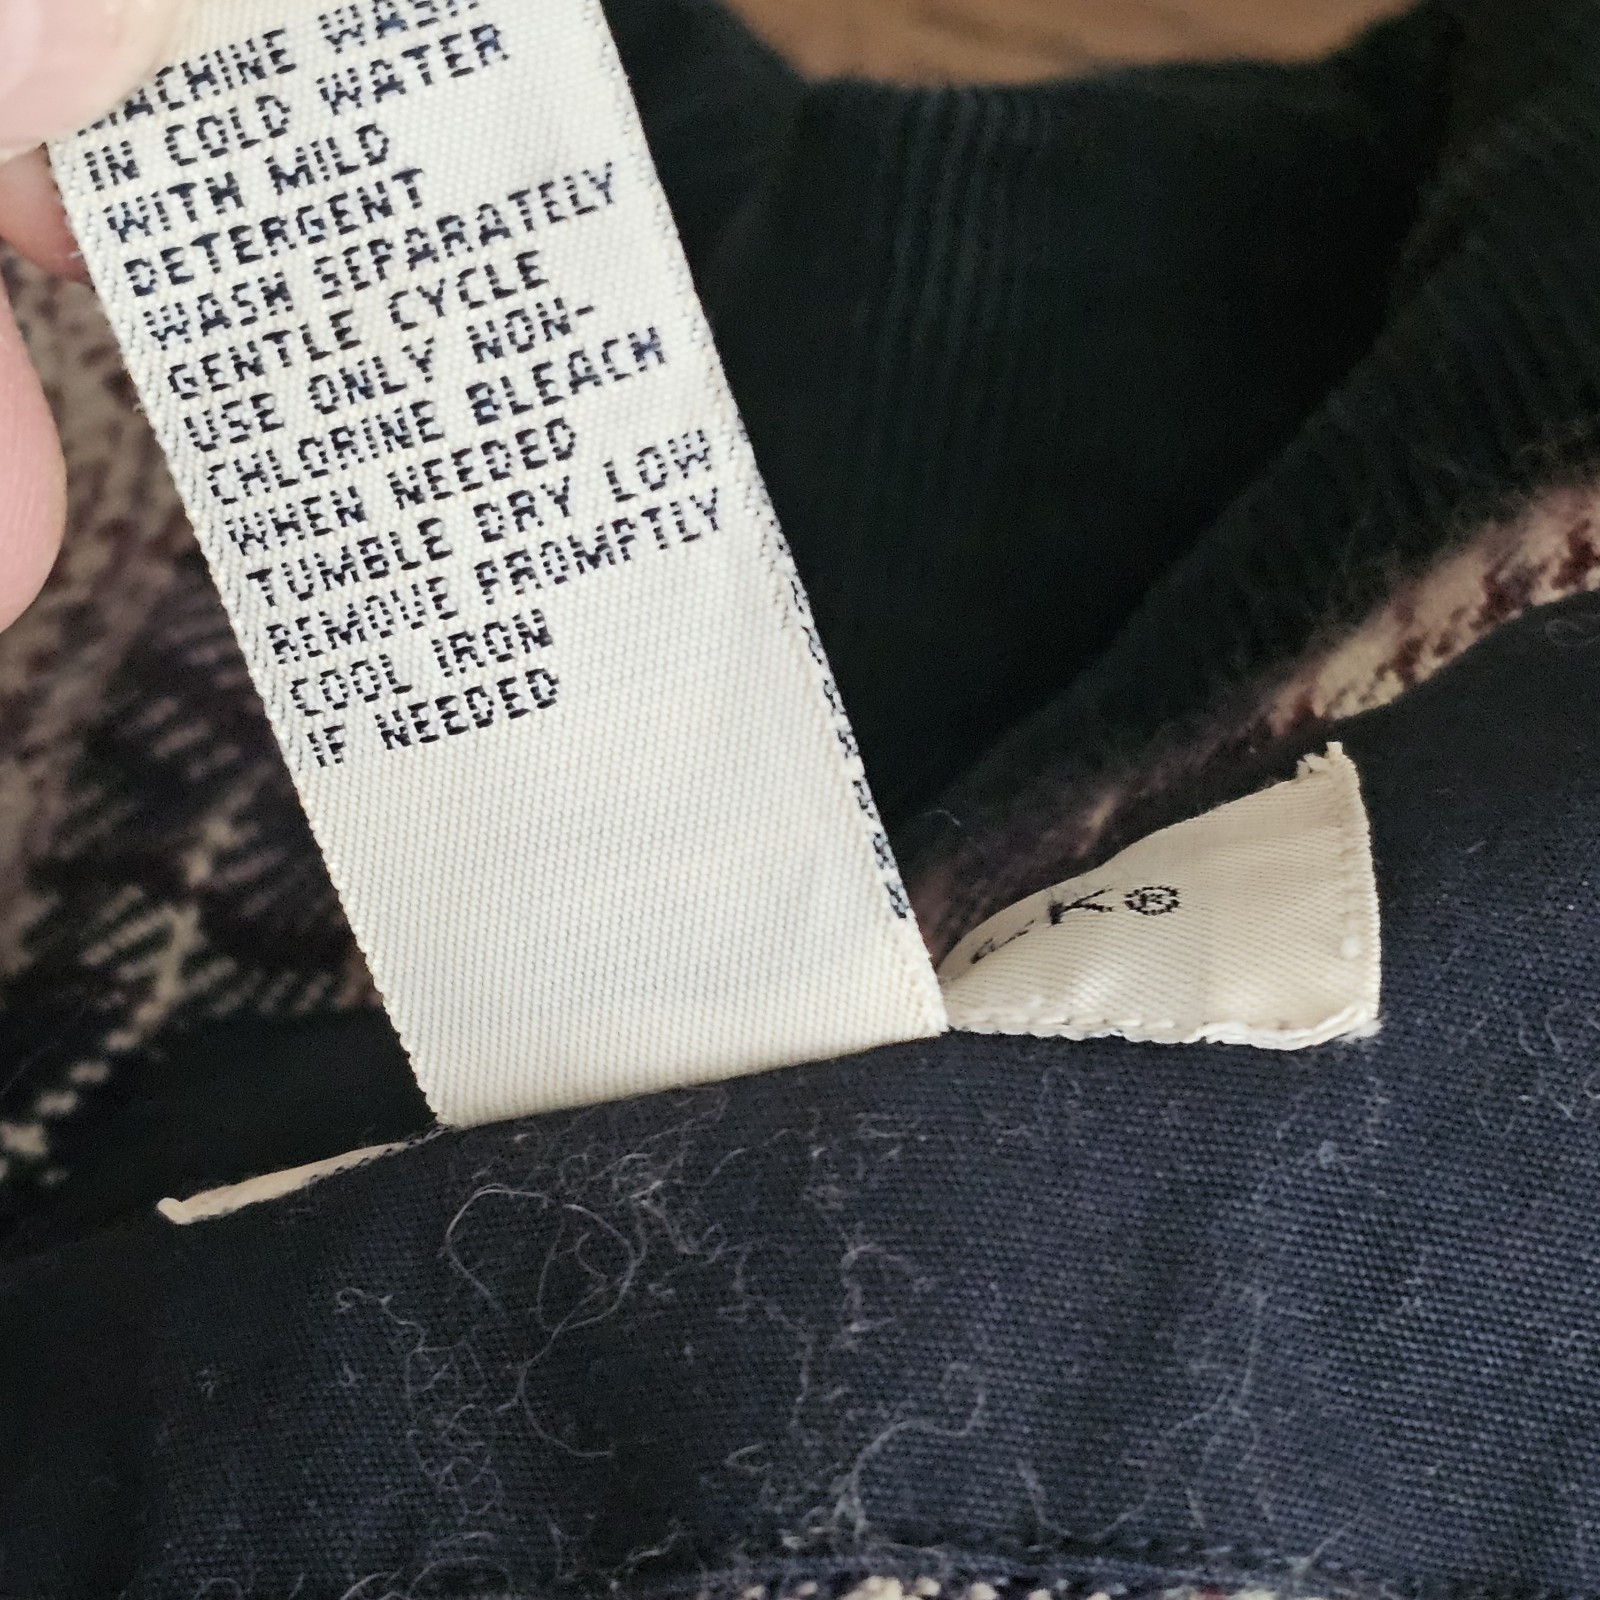 MACHINE WASH
IN COLD WATER
WITH MILD
DETERGENT
WASH SEPARATELY
GENTLE CYCLE
USE ONLY NON-
CHLORINE BLEACH
WHEN NEEDED
TUMBLE DRY LOW
REMOVE PROMPTLY
COOL IRON
IF NEEDED
®